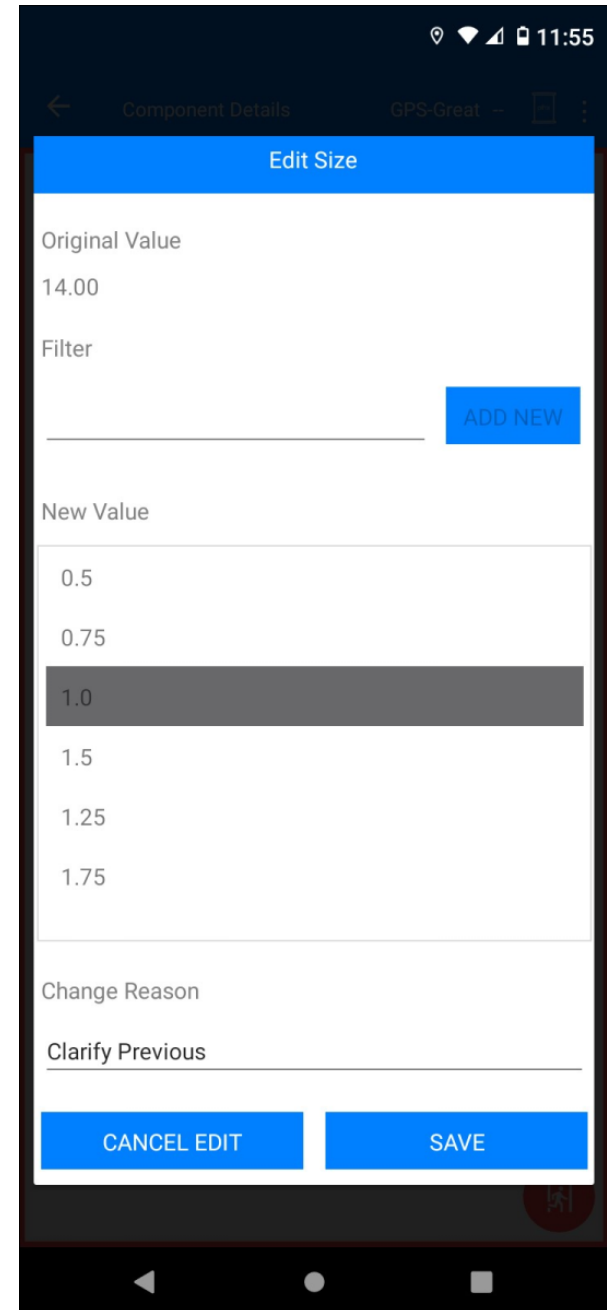 11:55
Component Details GPS-Great --
Edit Size
Original Value
14.00
Filter
ADD NEW
New Value
0.5
0.75
1.0
1.5
1.25
1.75
Change Reason
Clarify Previous
CANCEL EDIT SAVE